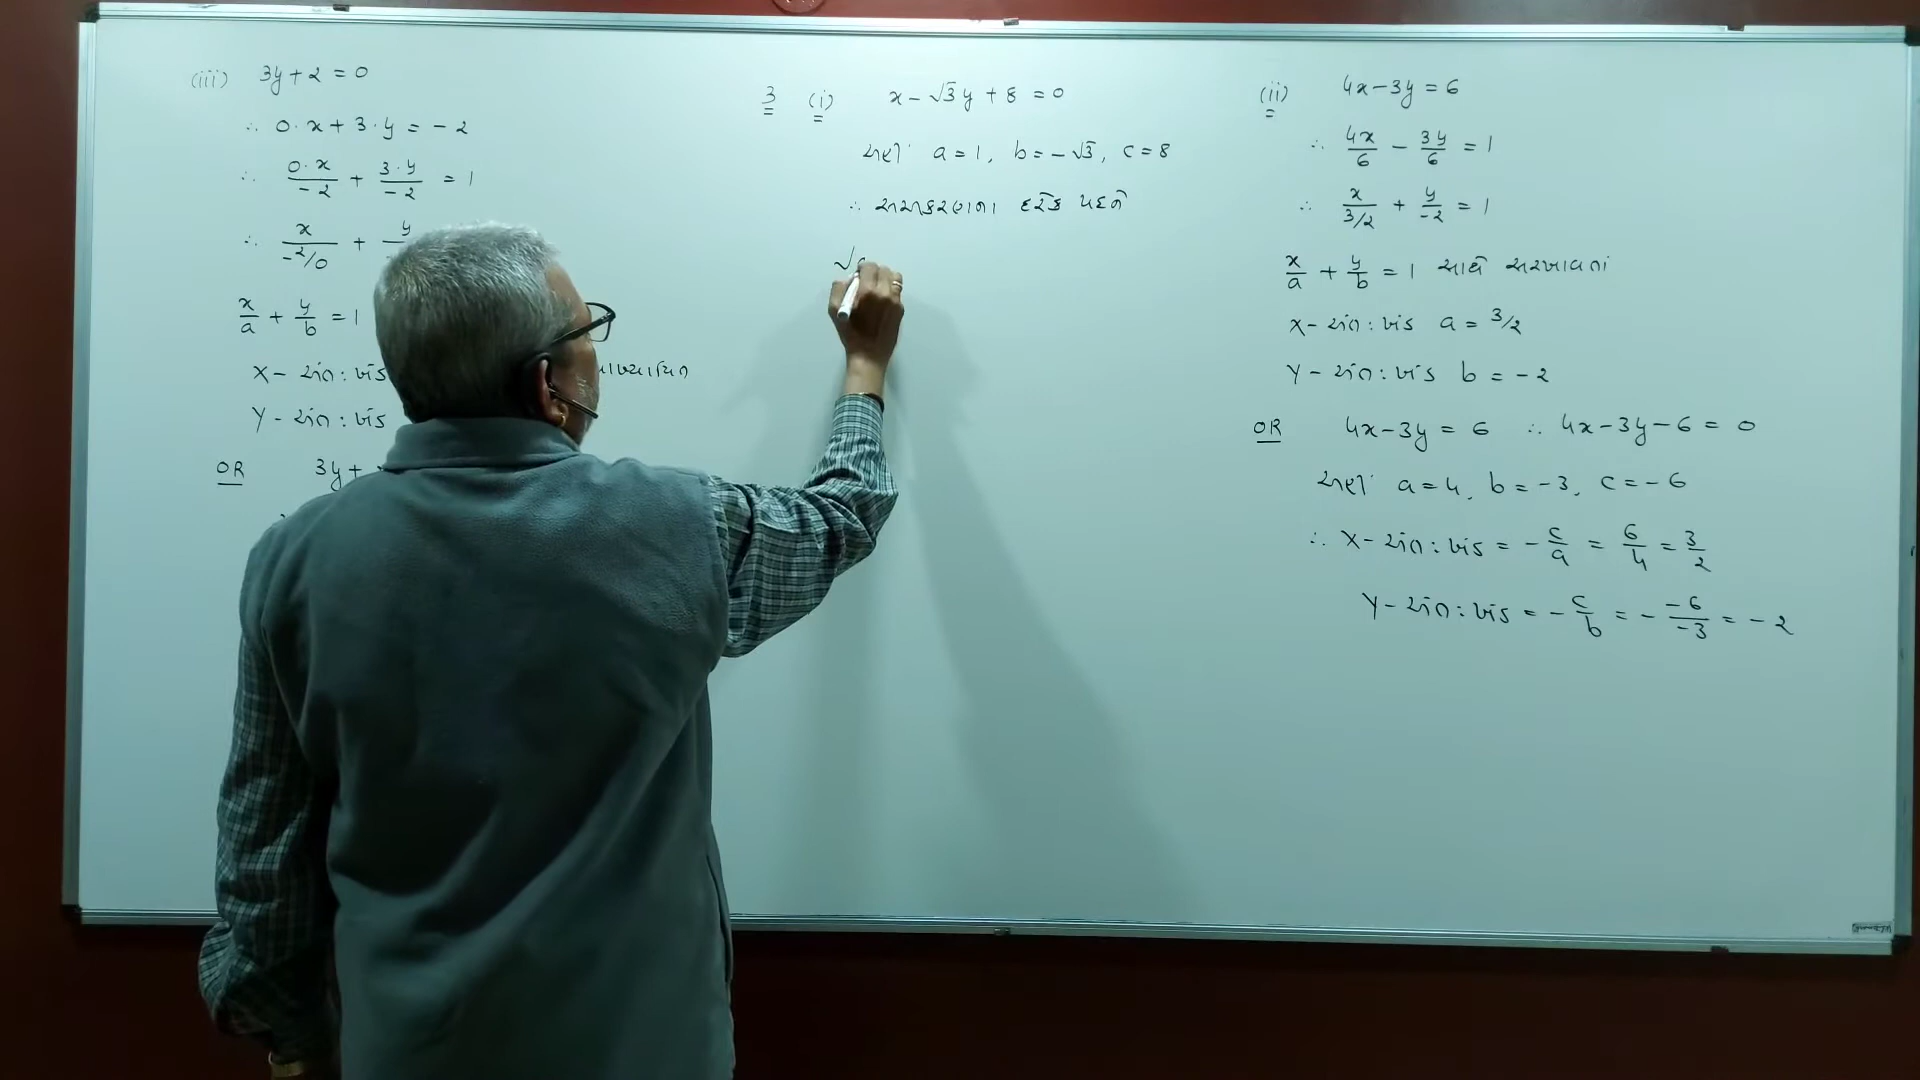 (iii) 3y + 2 = 0
∴ 0·x + 3·y = -2
∴ 0·x/-2 + 3·y/-2 = 1
∴ x/-2/0 + y
x/a + y/b = 1
X - અંત:ખંડ
Y - અંત:ખંડ
OR 3y +
3 (i) x - √3y + 8 = 0
અહીં a = 1, b = -√3, c = 8
∴ સમીકરણના દરેક પદને
√
(ii) 4x - 3y = 6
∴ 4x/6 - 3y/6 = 1
∴ x/3/2 + y/-2 = 1
x/a + y/b = 1 સાથે સરખાવતાં
X - અંત:ખંડ a = 3/2
Y - અંત:ખંડ b = -2
OR 4x - 3y = 6 ∴ 4x - 3y - 6 = 0
અહીં a = 4, b = -3, c = -6
∴ X - અંત:ખંડ = - c/a = 6/4 = 3/2
Y - અંત:ખંડ = - c/b = - -6/-3 = -2